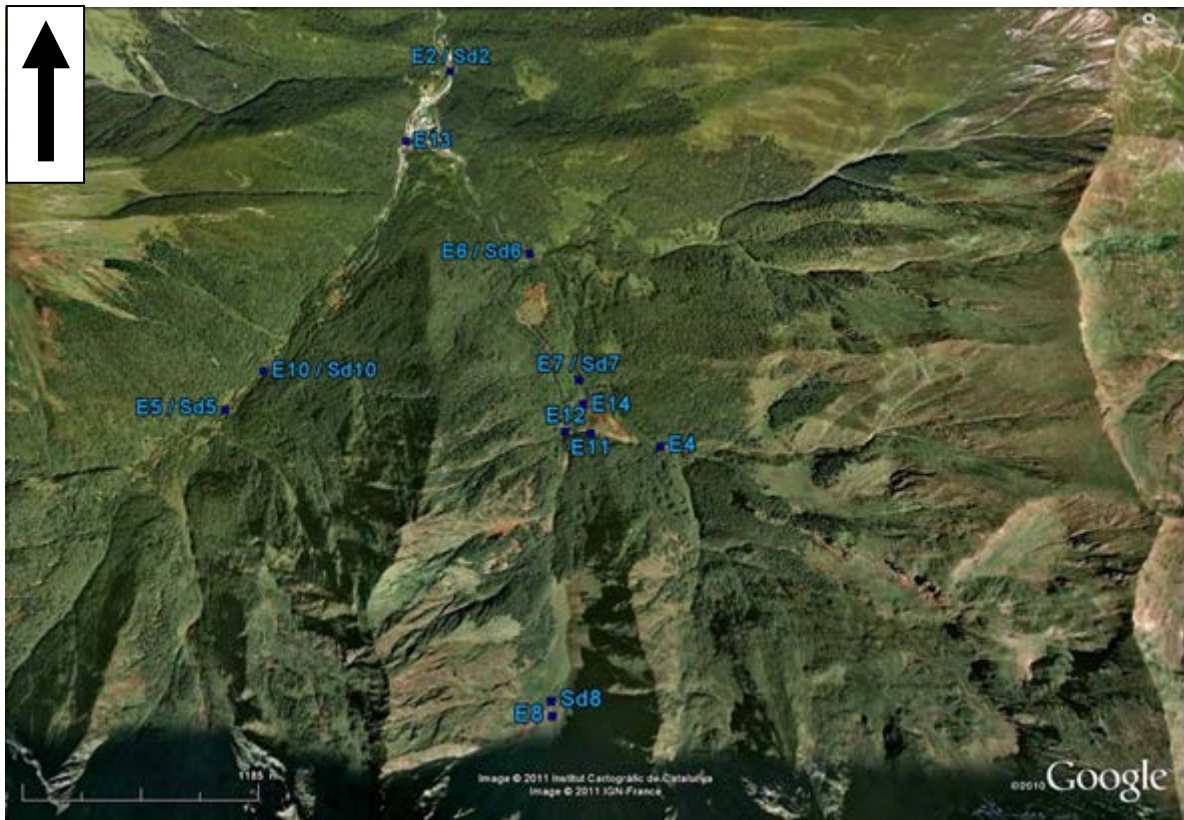 E2 / Sd2
E13
E6 / Sd6
E10 / Sd10
E7 / Sd7
E5 / Sd5
E14
E12
E11
E4
Sd8
E8
1185
Image © 2011 Institut Cartogràfic de Catalunya
Image © 2011 IGN-France
©2010 Google